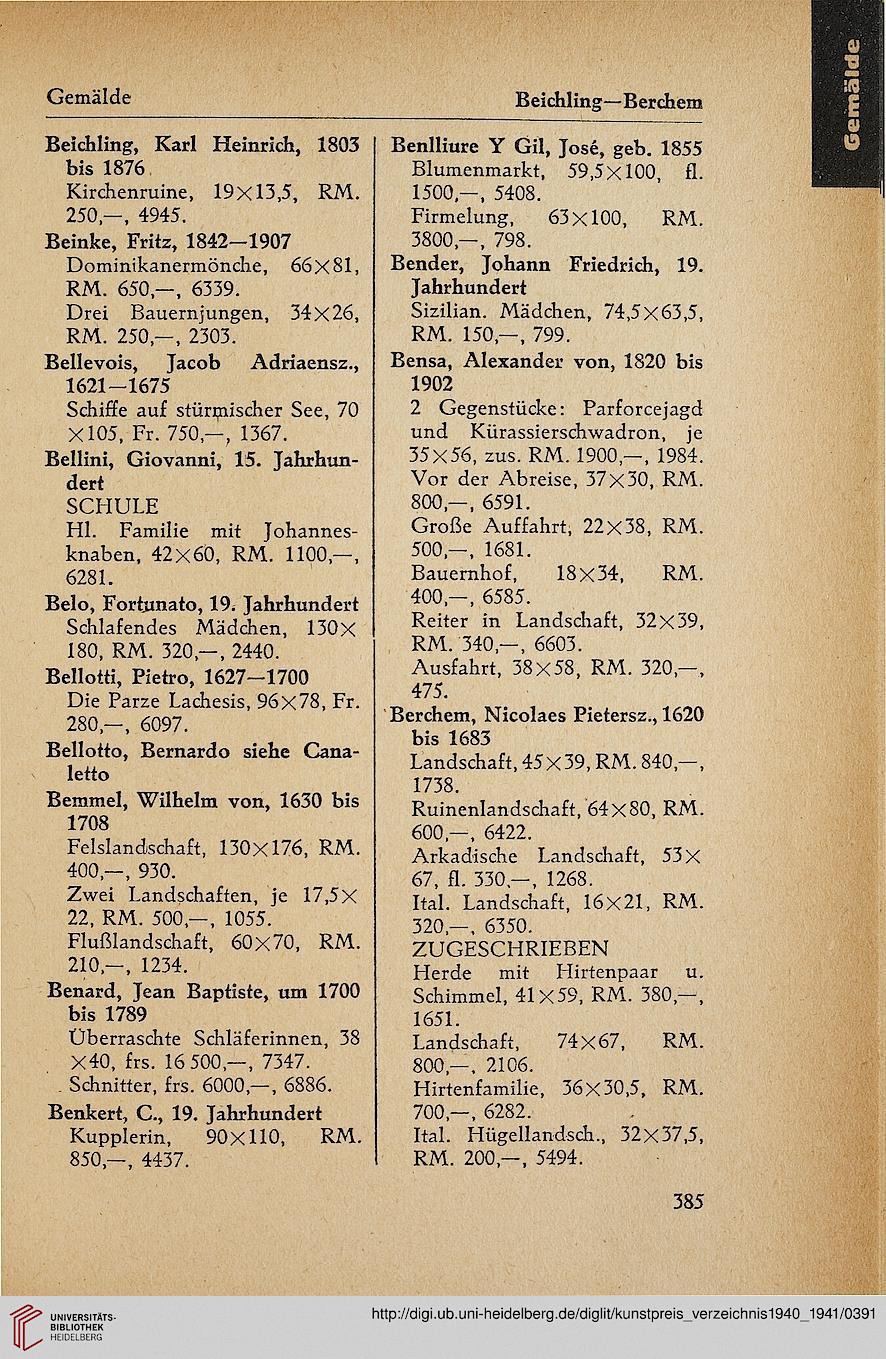 Gemälde
Beichling—Berchem
Gemälde
Beichling, Karl Heinrich, 1803
bis 1876
Kirchenruine, 19×13,5, RM.
250,—, 4945.
Beinke, Fritz, 1842—1907
Dominikanermönche, 66×81,
RM. 650,—, 6339.
Drei Bauernjungen, 34×26,
RM. 250,—, 2303.
Bellevois, Jacob Adriaensz.,
1621—1675
Schiffe auf stürmischer See, 70
×105, Fr. 750,—, 1367.
Bellini, Giovanni, 15. Jahrhun-
dert
SCHULE
Hl. Familie mit Johannes-
knaben, 42×60, RM. 1100,—,
6281.
Belo, Fortunato, 19. Jahrhundert
Schlafendes Mädchen, 130×
180, RM. 320,—, 2440.
Bellotti, Pietro, 1627—1700
Die Parze Lachesis, 96×78, Fr.
280,—, 6097.
Bellotto, Bernardo siehe Cana-
letto
Bemmel, Wilhelm von, 1630 bis
1708
Felslandschaft, 130×176, RM.
400,—, 930.
Zwei Landschaften, je 17,5×
22, RM. 500,—, 1055.
Flußlandschaft, 60×70, RM.
210,—, 1234.
Benard, Jean Baptiste, um 1700
bis 1789
Überraschte Schläferinnen, 38
×40, frs. 16 500,—, 7347.
Schnitter, frs. 6000,—, 6886.
Benkert, C., 19. Jahrhundert
Kupplerin, 90×110, RM.
850,—, 4437.
Benlliure Y Gil, José, geb. 1855
Blumenmarkt, 59,5×100, fl.
1500,—, 5408.
Firmelung, 63×100, RM.
3800,—, 798.
Bender, Johann Friedrich, 19.
Jahrhundert
Sizilian. Mädchen, 74,5×63,5,
RM. 150,—, 799.
Bensa, Alexander von, 1820 bis
1902
2 Gegenstücke: Parforcejagd
und Kürassierschwadron, je
35×56, zus. RM. 1900,—, 1984.
Vor der Abreise, 37×30, RM.
800,—, 6591.
Große Auffahrt, 22×38, RM.
500,—, 1681.
Bauernhof, 18×34, RM.
400,—, 6585.
Reiter in Landschaft, 32×39,
RM. 340,—, 6603.
Ausfahrt, 38×58, RM. 320,—,
475.
Berchem, Nicolaes Pietersz., 1620
bis 1683
Landschaft, 45×39, RM. 840,—,
1738.
Ruinenlandschaft, 64×80, RM.
600,—, 6422.
Arkadische Landschaft, 53×
67, fl. 330,—, 1268.
Ital. Landschaft, 16×21, RM.
320,—, 6350.
ZUGESCHRIEBEN
Herde mit Hirtenpaar u.
Schimmel, 41×59, RM. 380,—,
1651.
Landschaft, 74×67, RM.
800,—, 2106.
Hirtenfamilie, 36×30,5, RM.
700,—, 6282.
Ital. Hügellandsch., 32×37,5,
RM. 200,—, 5494.
385
UNIVERSITÄTS-
BIBLIOTHEK
HEIDELBERG
http://digi.ub.uni-heidelberg.de/diglit/kunstpreis_verzeichnis1940_1941/0391